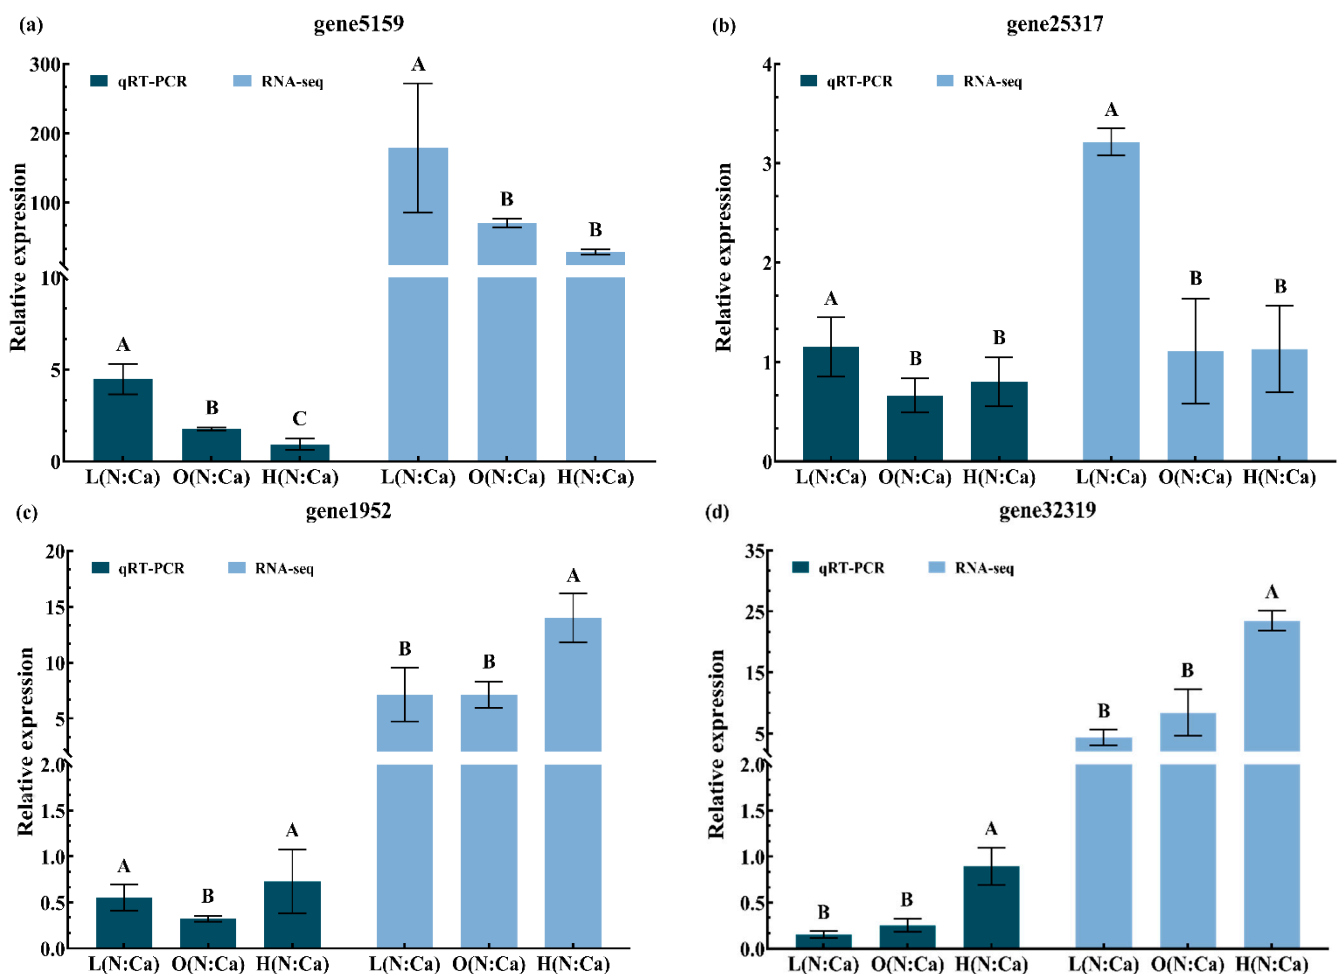 (a) gene5159
qRT-PCR RNA-seq
Relative expression
300
200
100
10
5
0
A
B
C
A
B
B
L(N:Ca) O(N:Ca) H(N:Ca) L(N:Ca) O(N:Ca) H(N:Ca)
(b) gene25317
qRT-PCR RNA-seq
Relative expression
4
3
2
1
0
A
B
B
A
B
B
L(N:Ca) O(N:Ca) H(N:Ca) L(N:Ca) O(N:Ca) H(N:Ca)
(c) gene1952
qRT-PCR RNA-seq
Relative expression
20
15
10
5
2.0
1.5
1.0
0.5
0.0
A
B
A
B
B
A
L(N:Ca) O(N:Ca) H(N:Ca) L(N:Ca) O(N:Ca) H(N:Ca)
(d) gene32319
qRT-PCR RNA-seq
Relative expression
35
25
15
5
2.0
1.5
1.0
0.5
0.0
B
B
A
B
B
A
L(N:Ca) O(N:Ca) H(N:Ca) L(N:Ca) O(N:Ca) H(N:Ca)